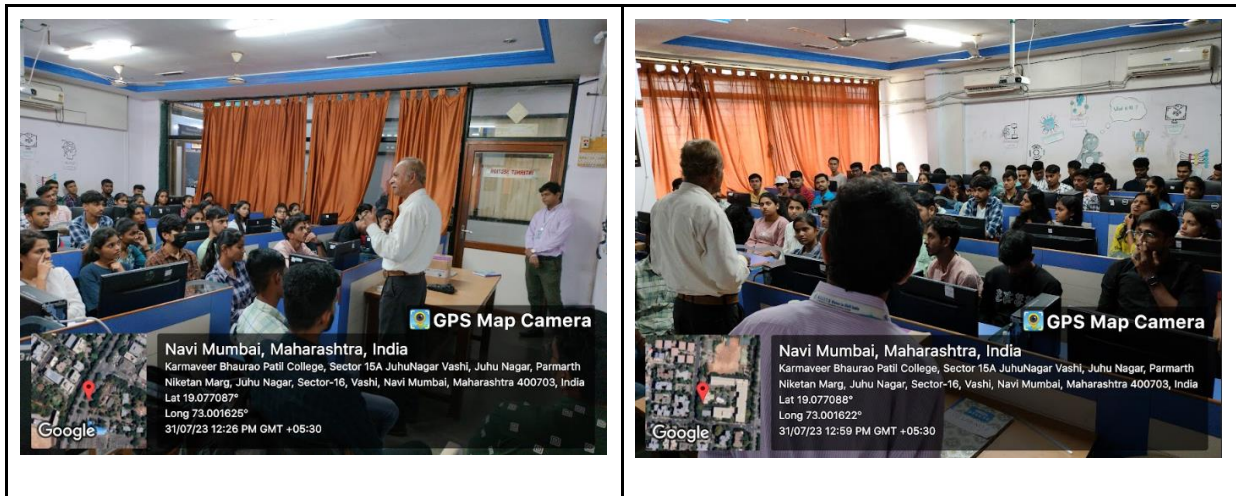 GPS Map Camera
Navi Mumbai, Maharashtra, India
Karmaveer Bhaurao Patil College, Sector 15A JuhuNagar Vashi, Juhu Nagar, Parmarth
Niketan Marg, Juhu Nagar, Sector-16, Vashi, Navi Mumbai, Maharashtra 400703, India
Lat 19.077087°
Long 73.001625°
31/07/23 12:26 PM GMT +05:30
Google
GPS Map Camera
Navi Mumbai, Maharashtra, India
Karmaveer Bhaurao Patil College, Sector 15A JuhuNagar Vashi, Juhu Nagar, Parmarth
Niketan Marg, Juhu Nagar, Sector-16, Vashi, Navi Mumbai, Maharashtra 400703, India
Lat 19.077088°
Long 73.001622°
31/07/23 12:59 PM GMT +05:30
Google